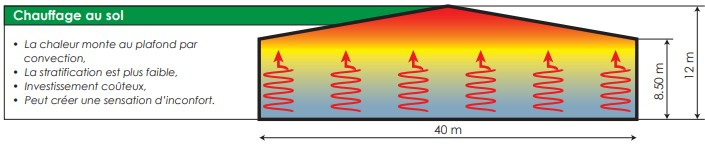 Chauffage au sol
• La chaleur monte au plafond par
convection,
• La stratification est plus faible,
• Investissement coûteux,
• Peut créer une sensation d'inconfort.
8.50 m
12 m
40 m